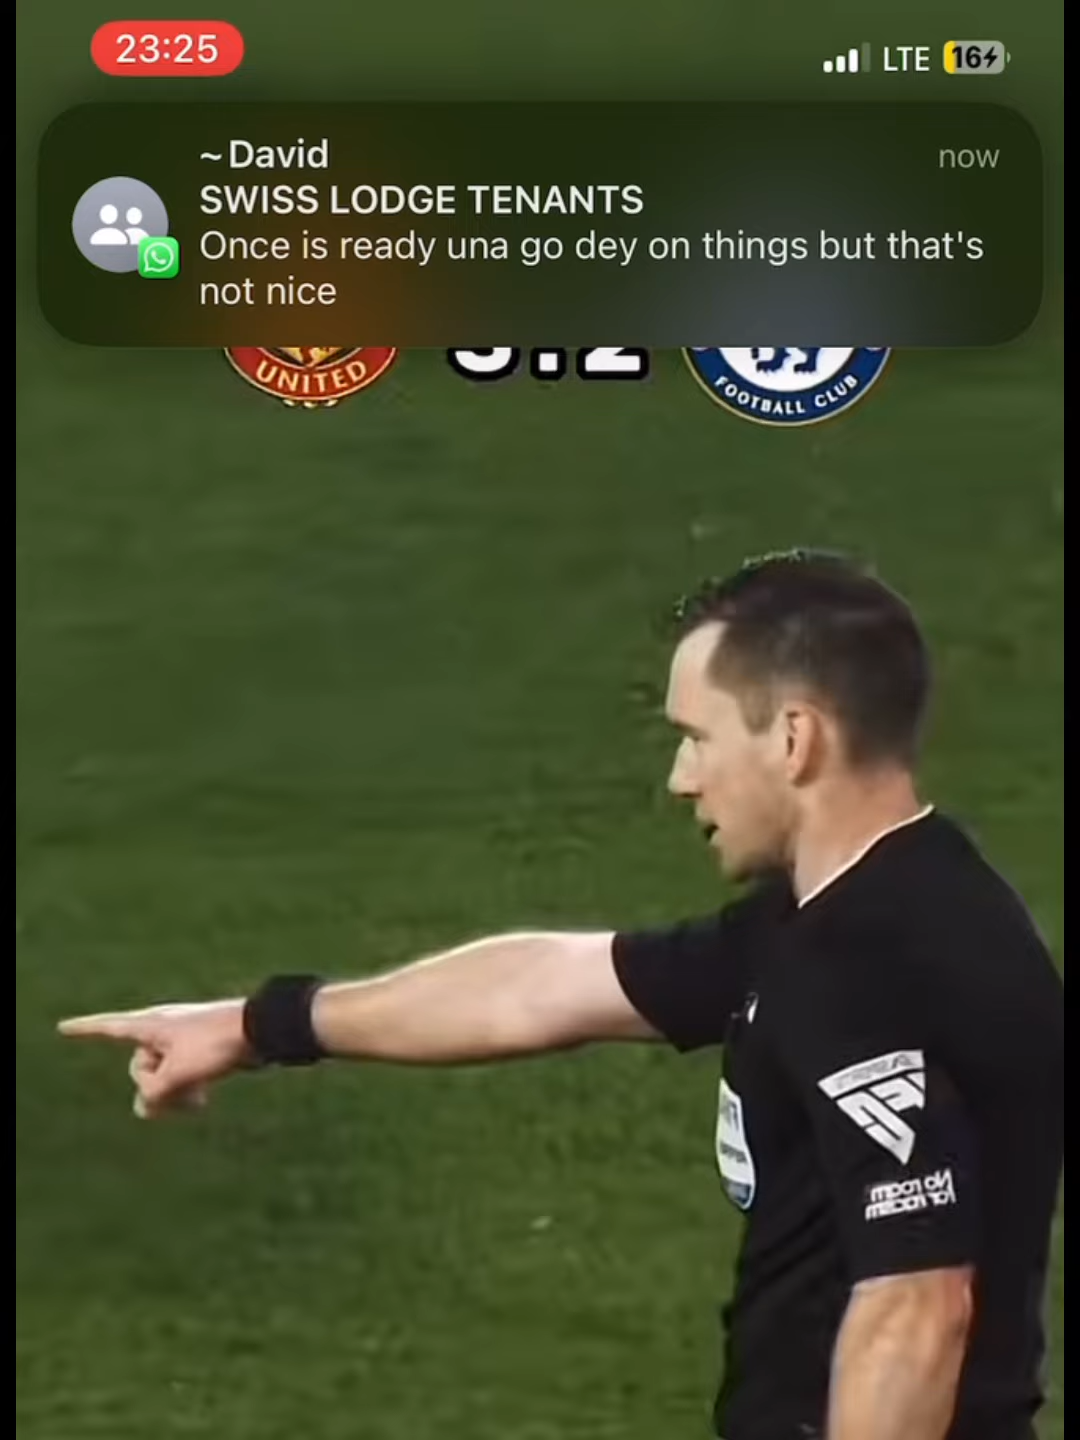 23:25
LTE 16
~ David
now
SWISS LODGE TENANTS
Once is ready una go dey on things but that's
not nice
UNITED
FOOTBALL CLUB